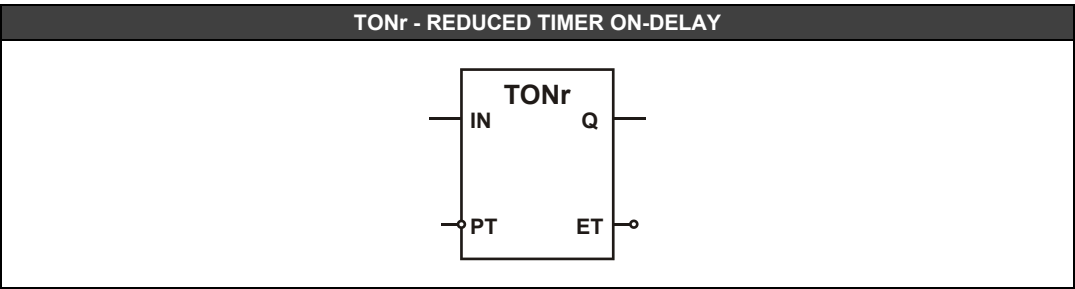 TONr - REDUCED TIMER ON-DELAY
TONr
IN Q
PT ET